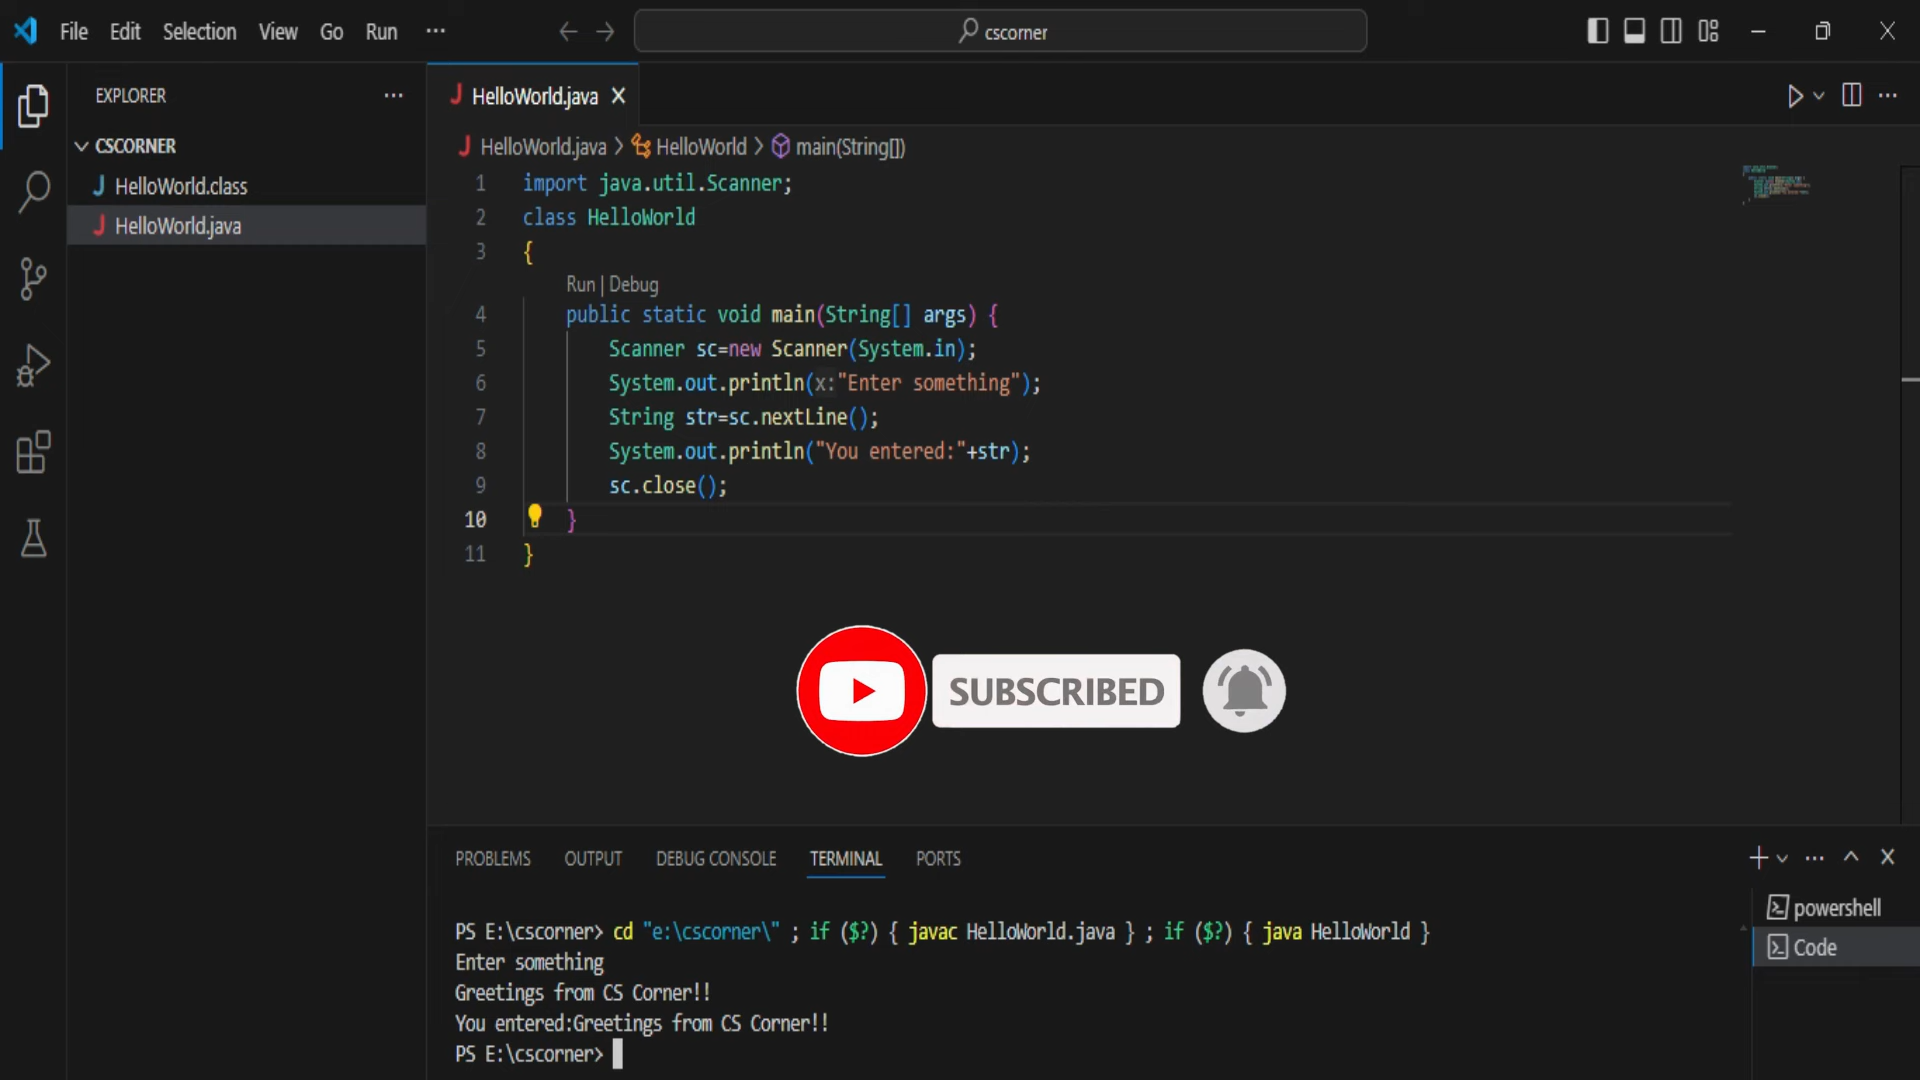 File Edit Selection View Go Run ···
cscorner
EXPLORER ···
CSCORNER
HelloWorld.class
HelloWorld.java
HelloWorld.java
HelloWorld.java > HelloWorld > main(String[])
1 import java.util.Scanner;
2 class HelloWorld
3 {
Run | Debug
4 public static void main(String[] args) {
5 Scanner sc=new Scanner(System.in);
6 System.out.println(x:"Enter something");
7 String str=sc.nextLine();
8 System.out.println("You entered:"+str);
9 sc.close();
10 }
11 }
SUBSCRIBED
PROBLEMS OUTPUT DEBUG CONSOLE TERMINAL PORTS
PS E:\cscorner> cd "e:\cscorner\" ; if ($?) { javac HelloWorld.java } ; if ($?) { java HelloWorld }
Enter something
Greetings from CS Corner!!
You entered:Greetings from CS Corner!!
PS E:\cscorner>
powershell
Code